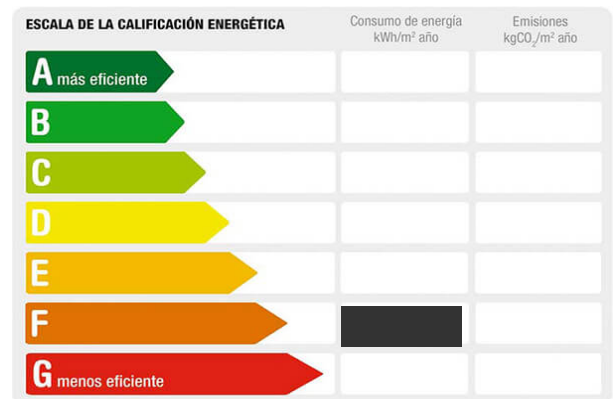 ESCALA DE LA CALIFICACIÓN ENERGÉTICA
Consumo de energía
kWh/m² año
Emisiones
kgCO₂/m² año
A más eficiente
B
C
D
E
F
G menos eficiente